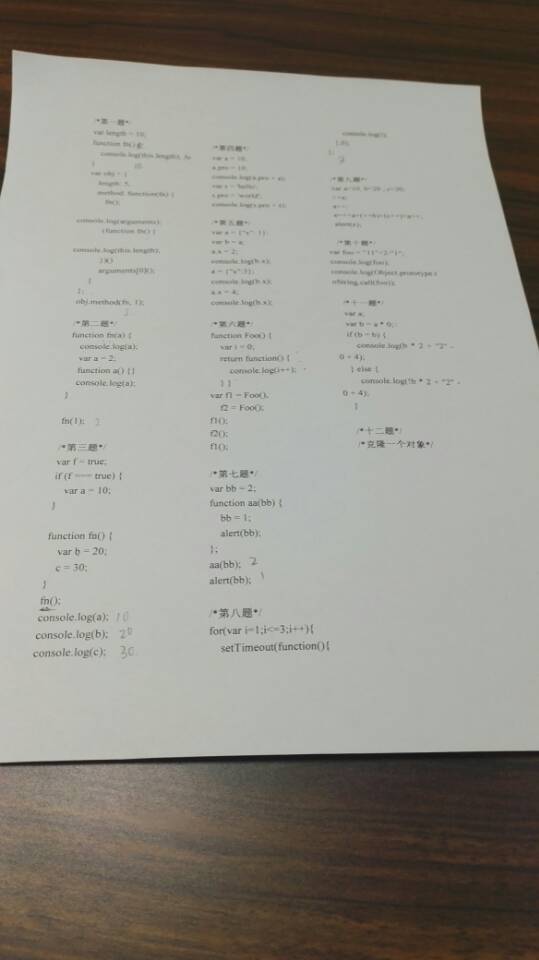 /*第一题*/
var length = 10;
function fn() {
console.log(this.length);
}
var obj = {
length: 5,
method: function(fn) {
fn();
console.log(arguments);
(function fn() {
console.log(this.length);
})()
arguments[0]();
}
};
obj.method(fn, 1);
/*第二题*/
function fn(a) {
console.log(a);
var a = 2;
function a() {}
console.log(a);
}
fn(1); 2
/*第三题*/
var f = true;
if (f === true) {
var a = 10;
}
function fn() {
var b = 20;
c = 30;
}
fn();
console.log(a); 10
console.log(b); 20
console.log(c); 30
/*第四题*/
var a = 10;
a.pro = 10;
console.log(a.pro + a);
var s = 'hello';
s.pro = 'world';
console.log(s.pro + s);
/*第五题*/
var a = {"x": 1};
var b = a;
a.x = 2;
console.log(b.x);
a = {"x":3};
console.log(b.x);
a.x = 4;
console.log(b.x);
/*第六题*/
function Foo() {
var i = 0;
return function() {
console.log(i++);
} }
var f1 = Foo(),
f2 = Foo();
f1();
f2();
f1();
/*第七题*/
var bb = 2;
function aa(bb) {
bb = 1;
alert(bb);
};
aa(bb); 2
alert(bb); 1
/*第八题*/
for(var i=1;i<=3;i++){
setTimeout(function(){
console.log(i);
},0);
};
/*第九题*/
alert(c);
/*第十题*/
console.log(foo);
console.log(Object.prototype.t
oString.call(foo));
/*十一题*/
var a;
var b = a * 0;
if (b = b) {
console.log(b * 2 + "2" -
0 + 4);
} else {
console.log(!b * 2 + "2" -
0 + 4);
}
/*十二题*/
/*克隆一个对象*/